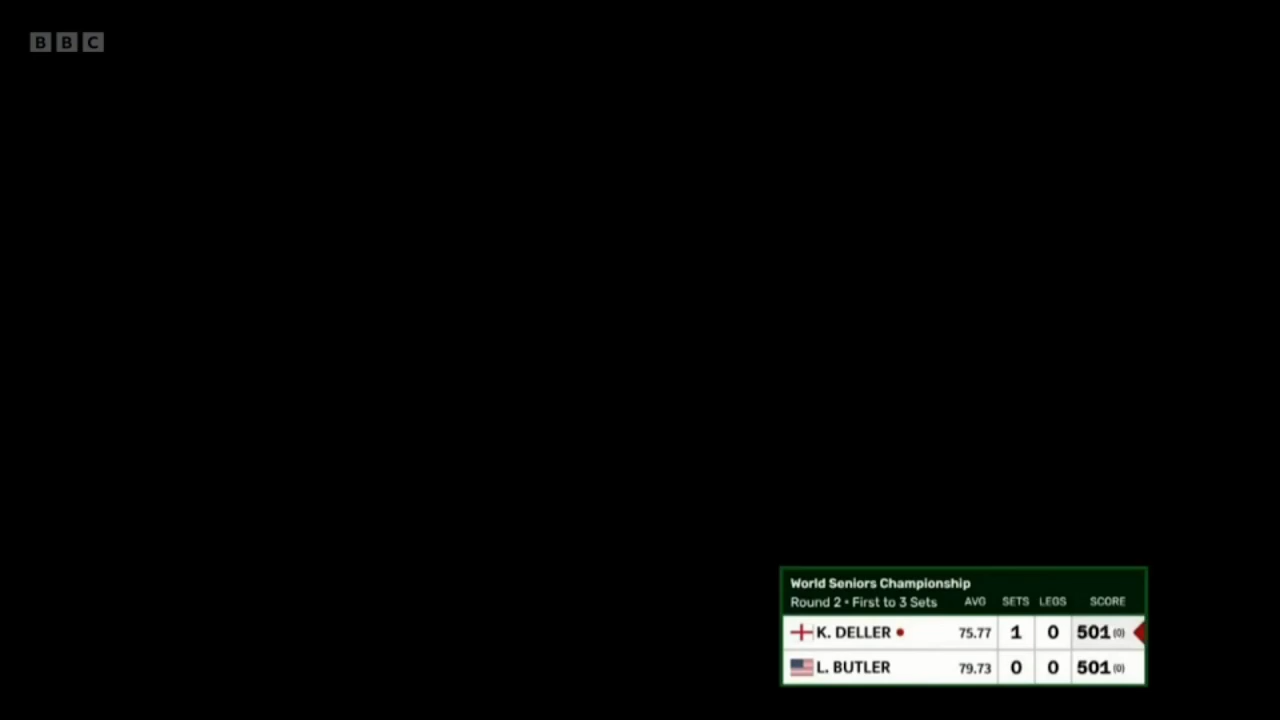 BBC
World Seniors Championship
Round 2 • First to 3 Sets AVG SETS LEGS SCORE
K. DELLER 75.77 1 0 501 (0)
L. BUTLER 79.73 0 0 501 (0)